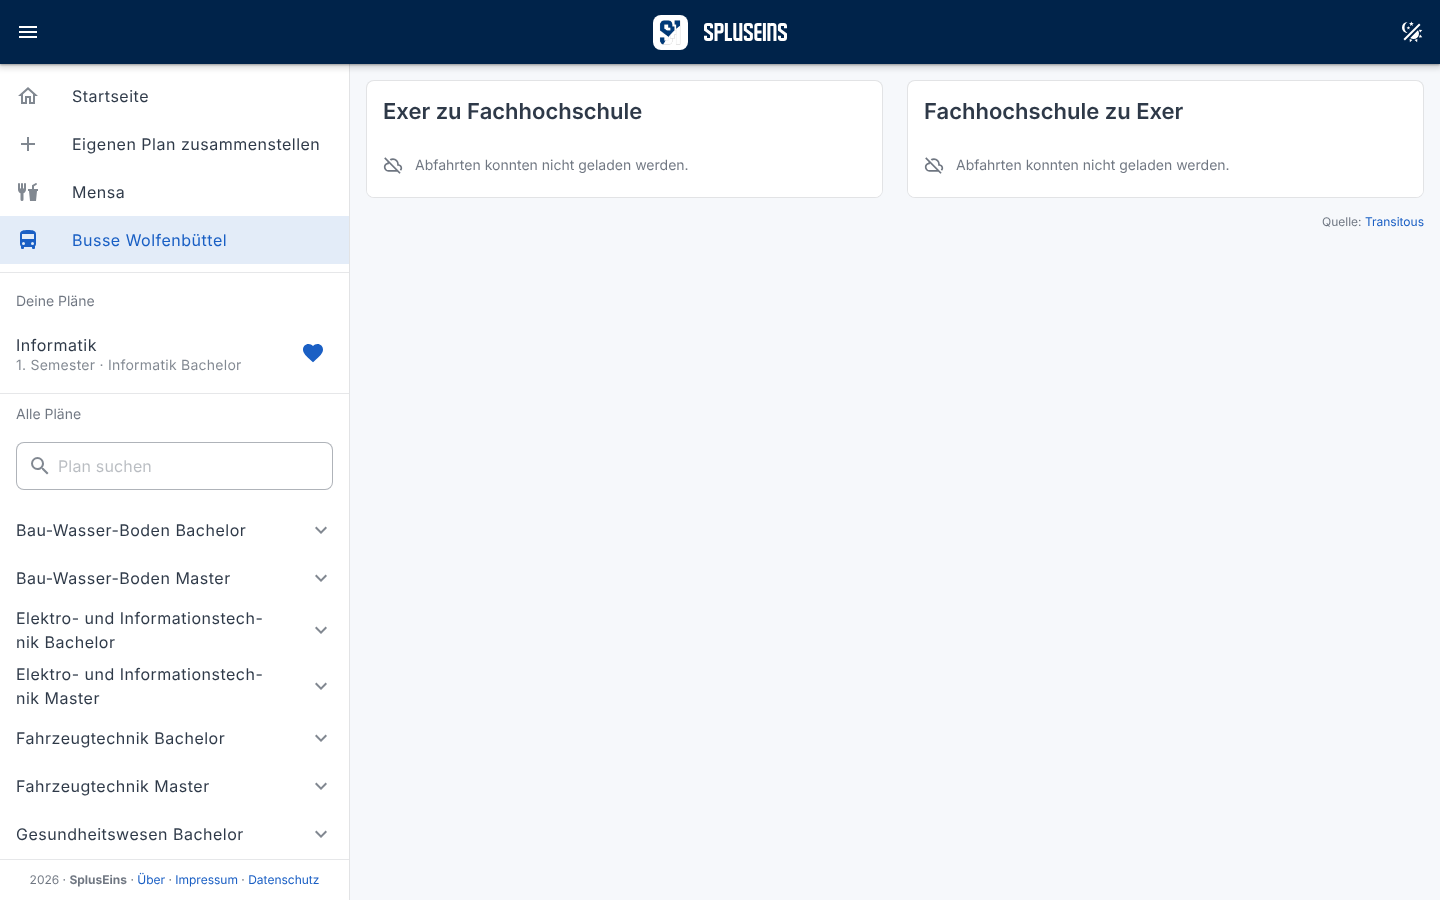 SPLUSEINS
Startseite
Eigenen Plan zusammenstellen
Mensa
Busse Wolfenbüttel
Deine Pläne
Informatik
1. Semester · Informatik Bachelor
Alle Pläne
Plan suchen
Bau-Wasser-Boden Bachelor
Bau-Wasser-Boden Master
Elektro- und Informationstech-
nik Bachelor
Elektro- und Informationstech-
nik Master
Fahrzeugtechnik Bachelor
Fahrzeugtechnik Master
Gesundheitswesen Bachelor
2026 · SplusEins · Über · Impressum · Datenschutz
Exer zu Fachhochschule
Abfahrten konnten nicht geladen werden.
Fachhochschule zu Exer
Abfahrten konnten nicht geladen werden.
Quelle: Transitous